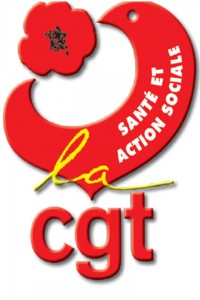 SANTÉ ET
ACTION SOCIALE
la
cgt